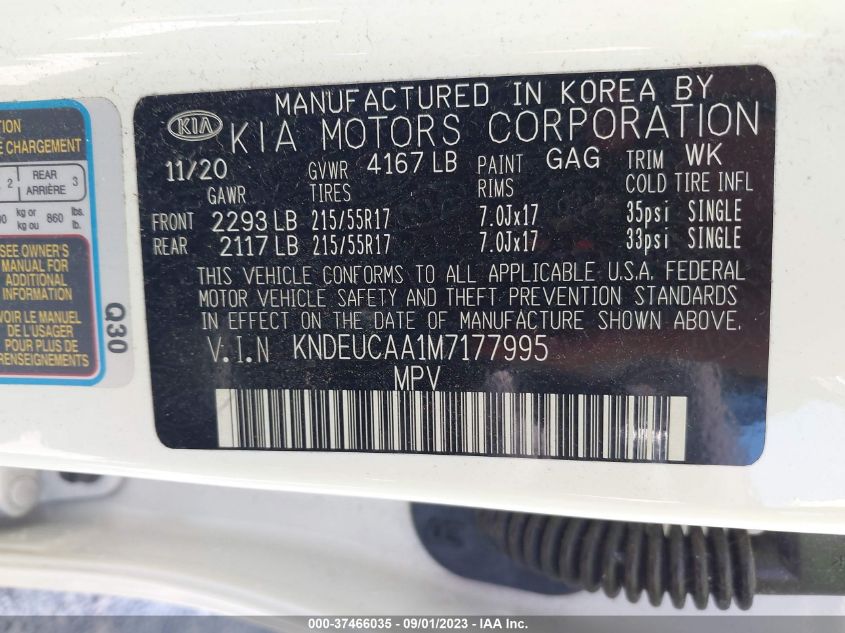 TION
E CHARGEMENT
2 REAR ARRIÈRE 3
kg or kg ou 860 lbs. lb.
SEE OWNER'S
MANUAL FOR
ADDITIONAL
INFORMATION
VOIR LE MANUEL
DE L'USAGER
POUR PLUS DE
RENSEIGNEMENTS
Q30
MANUFACTURED IN KOREA BY
KIA KIA MOTORS CORPORATION
11/20 GVWR 4167 LB PAINT GAG TRIM WK
GAWR TIRES RIMS COLD TIRE INFL
FRONT 2293 LB 215/55R17 7.0Jx17 35psi SINGLE
REAR 2117 LB 215/55R17 7.0Jx17 33psi SINGLE
THIS VEHICLE CONFORMS TO ALL APPLICABLE U.S.A. FEDERAL
MOTOR VEHICLE SAFETY AND THEFT PREVENTION STANDARDS
IN EFFECT ON THE DATE OF MANUFACTURE SHOWN ABOVE.
V.I.N KNDEUCAA1M7177995
MPV
000-37466035 - 09/01/2023 - IAA Inc.